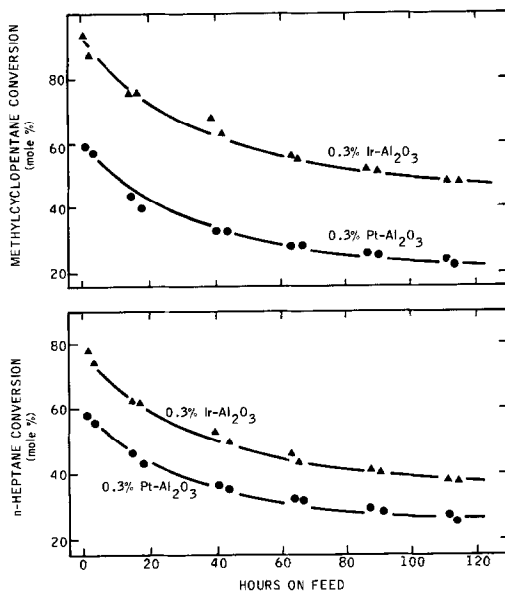 METHYLCYCLOPENTANE CONVERSION
(mole %)
80
60
40
20
0.3% Ir-Al₂O₃
0.3% Pt-Al₂O₃
n-HEPTANE CONVERSION
(mole %)
80
60
40
20
0.3% Ir-Al₂O₃
0.3% Pt-Al₂O₃
0 20 40 60 80 100 120
HOURS ON FEED